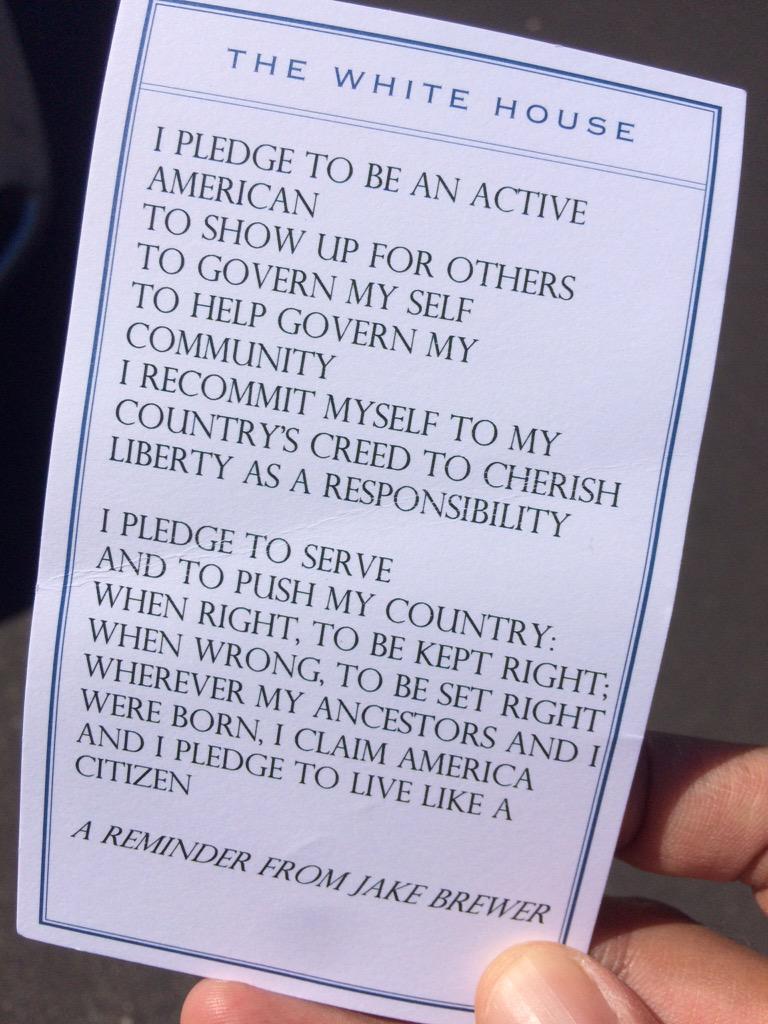 THE WHITE HOUSE
I PLEDGE TO BE AN ACTIVE
AMERICAN
TO SHOW UP FOR OTHERS
TO GOVERN MY SELF
TO HELP GOVERN MY
COMMUNITY
I RECOMMIT MYSELF TO MY
COUNTRY'S CREED TO CHERISH
LIBERTY AS A RESPONSIBILITY
I PLEDGE TO SERVE
AND TO PUSH MY COUNTRY:
WHEN RIGHT, TO BE KEPT RIGHT;
WHEN WRONG, TO BE SET RIGHT
WHEREVER MY ANCESTORS AND I
WERE BORN, I CLAIM AMERICA
AND I PLEDGE TO LIVE LIKE A
CITIZEN
A REMINDER FROM JAKE BREWER